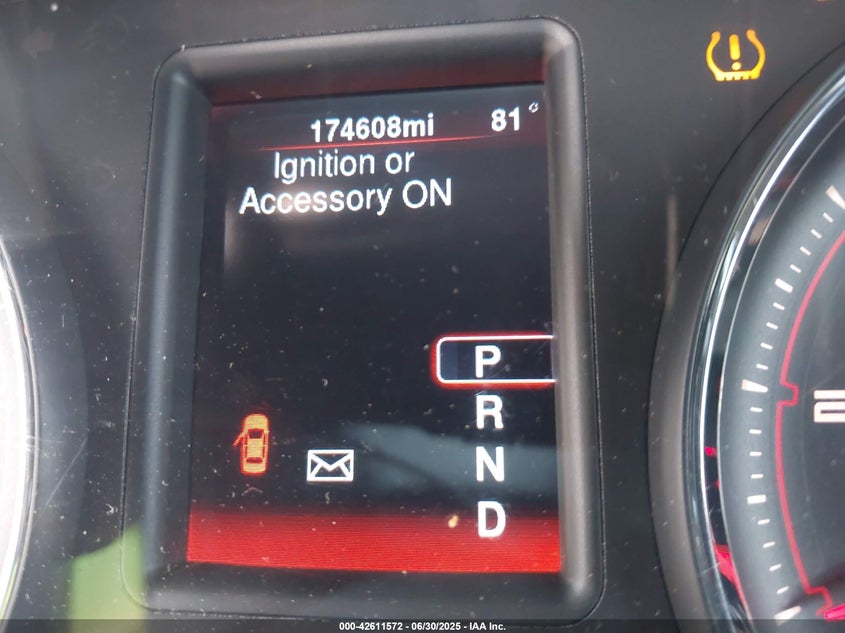 174608mi 81°
Ignition or
Accessory ON
P
R
N
D
000-42611572 - 06/30/2025 - IAA Inc.